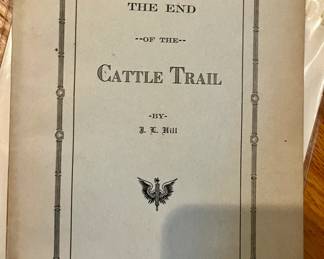 THE END
--OF THE--
CATTLE TRAIL
-BY-
J. L. Hill